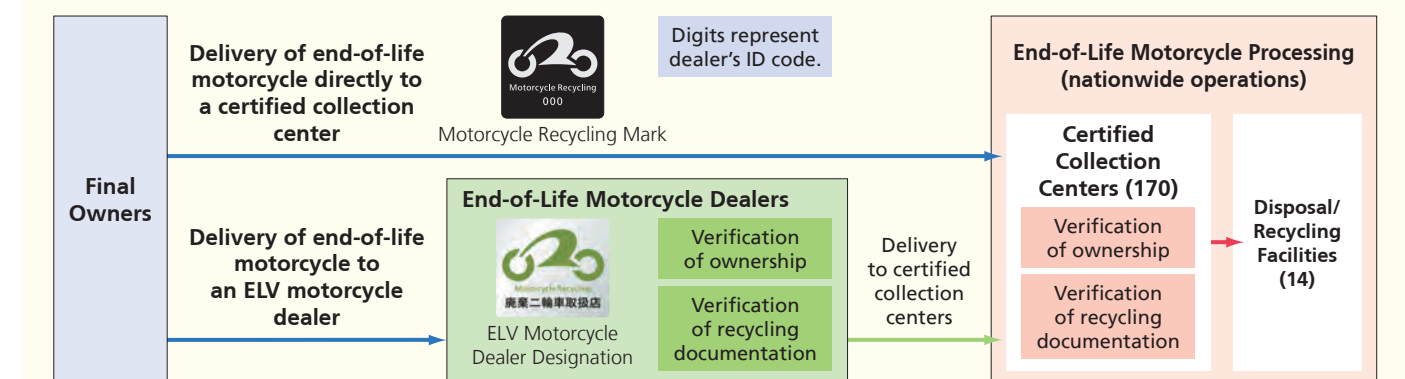 Final
Owners
Delivery of end-of-life
motorcycle directly to
a certified collection
center
Motorcycle Recycling
000
Motorcycle Recycling Mark
Digits represent
dealer's ID code.
Delivery of end-of-life
motorcycle to
an ELV motorcycle
dealer
End-of-Life Motorcycle Dealers
Motorcycle Recycling
廃棄二輪車取扱店
ELV Motorcycle
Dealer Designation
Verification
of ownership
Verification
of recycling
documentation
Delivery
to certified
collection
centers
End-of-Life Motorcycle Processing
(nationwide operations)
Certified
Collection
Centers (170)
Verification
of ownership
Verification
of recycling
documentation
Disposal/
Recycling
Facilities
(14)